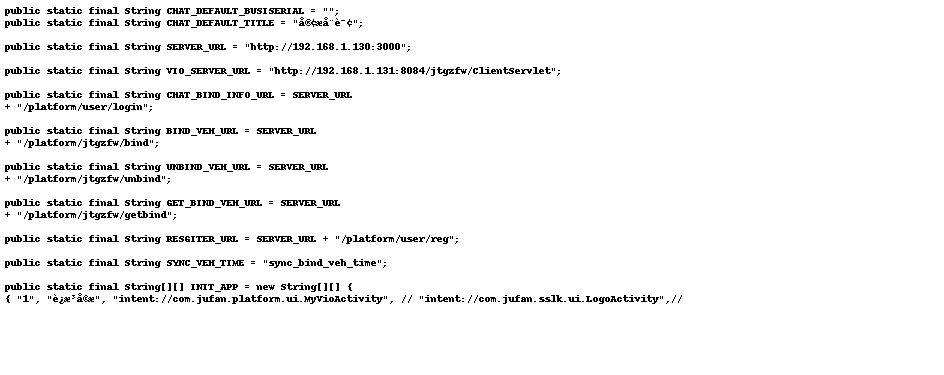 public static final String CHAT_DEFAULT_BUSISERIAL = "";
public static final String CHAT_DEFAULT_TITLE = "å®¢æå¨è¯¢";
public static final String SERVER_URL = "http://192.168.1.130:3000";
public static final String VIO_SERVER_URL = "http://192.168.1.131:8084/jtgzfw/ClientServlet";
public static final String CHAT_BIND_INFO_URL = SERVER_URL
+ "/platform/user/login";
public static final String BIND_VEH_URL = SERVER_URL
+ "/platform/jtgzfw/bind";
public static final String UNBIND_VEH_URL = SERVER_URL
+ "/platform/jtgzfw/unbind";
public static final String GET_BIND_VEH_URL = SERVER_URL
+ "/platform/jtgzfw/getbind";
public static final String RESGITER_URL = SERVER_URL + "/platform/user/reg";
public static final String SYNC_VEH_TIME = "sync_bind_veh_time";
public static final String[][] INIT_APP = new String[][] {
{ "1", "è¿æ³å®æ", "intent://com.jufan.platform.ui.MyVioActivity", // "intent://com.jufan.sslk.ui.LogoActivity",//